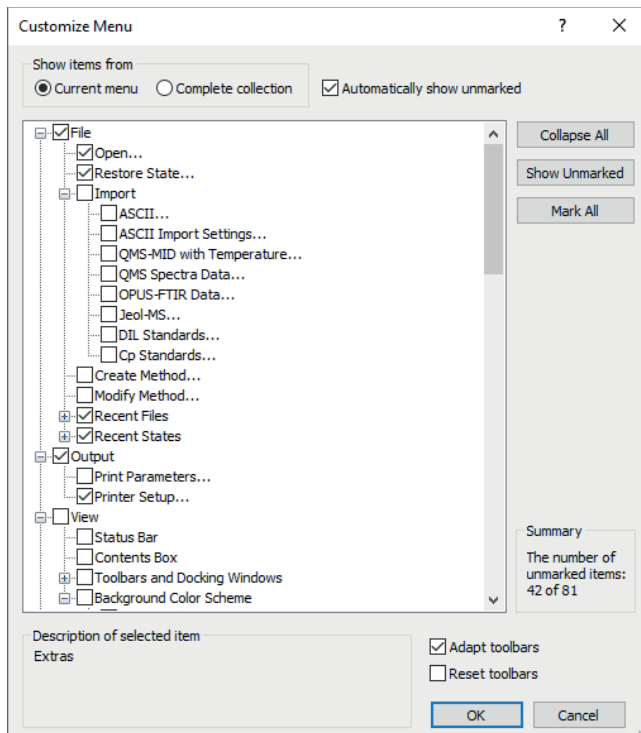 Customize Menu
Show items from
Current menu
Complete collection
Automatically show unmarked
File
Open...
Restore State...
Import
ASCII...
ASCII Import Settings...
QMS-MID with Temperature...
QMS Spectra Data...
OPUS-FTIR Data...
Jeol-MS...
DIL Standards...
Cp Standards...
Create Method...
Modify Method...
Recent Files
Recent States
Output
Print Parameters...
Printer Setup...
View
Status Bar
Contents Box
Toolbars and Docking Windows
Background Color Scheme
Collapse All
Show Unmarked
Mark All
Summary
The number of
unmarked items:
42 of 81
Description of selected item
Extras
Adapt toolbars
Reset toolbars
OK
Cancel